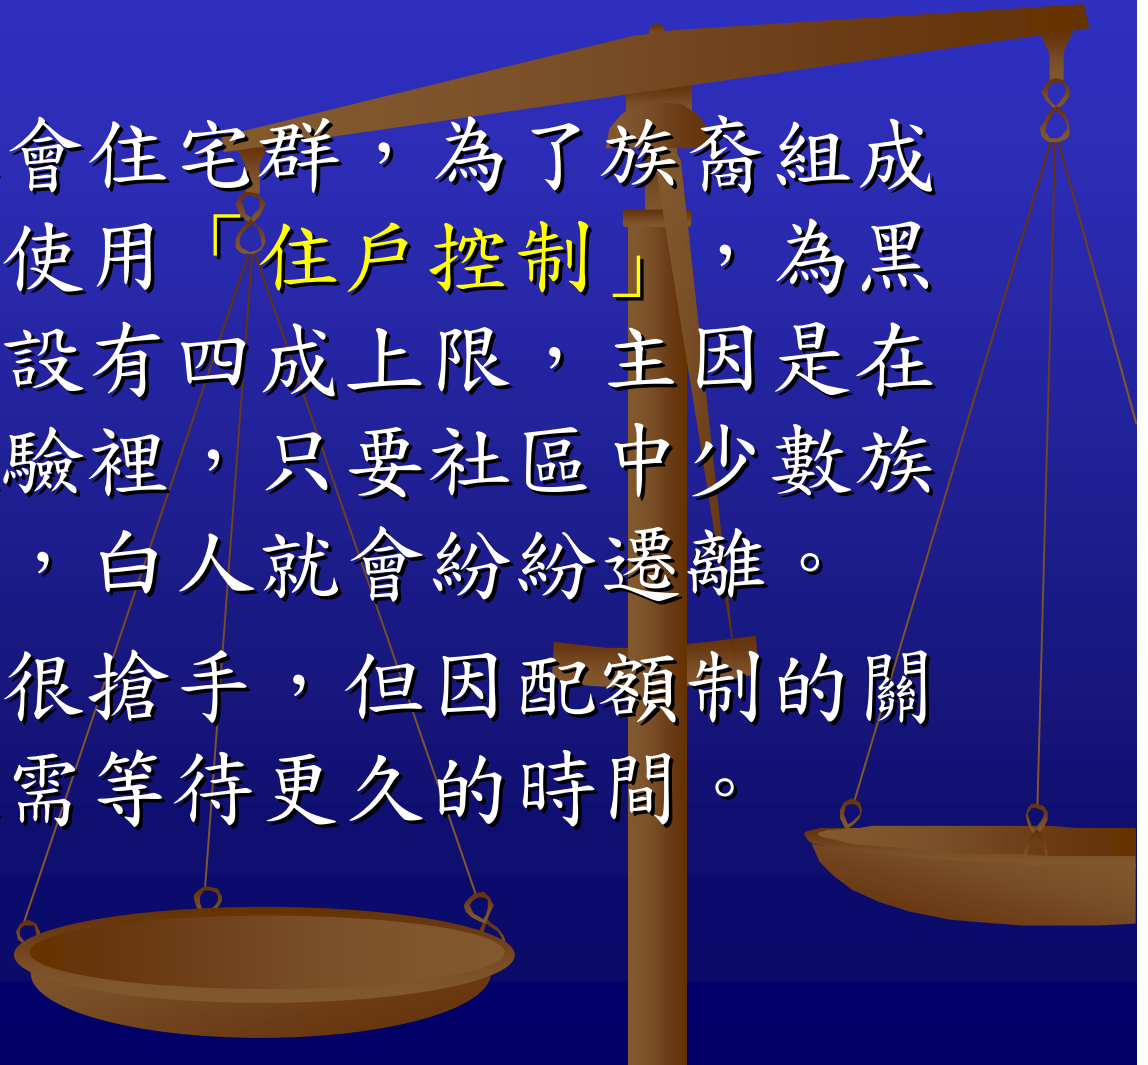 會住宅群，為了族裔組成
使用「住戶控制」，為黑
設有四成上限，主因是在
驗裡，只要社區中少數族
，白人就會紛紛遷離。
很搶手，但因配額制的關
需等待更久的時間。